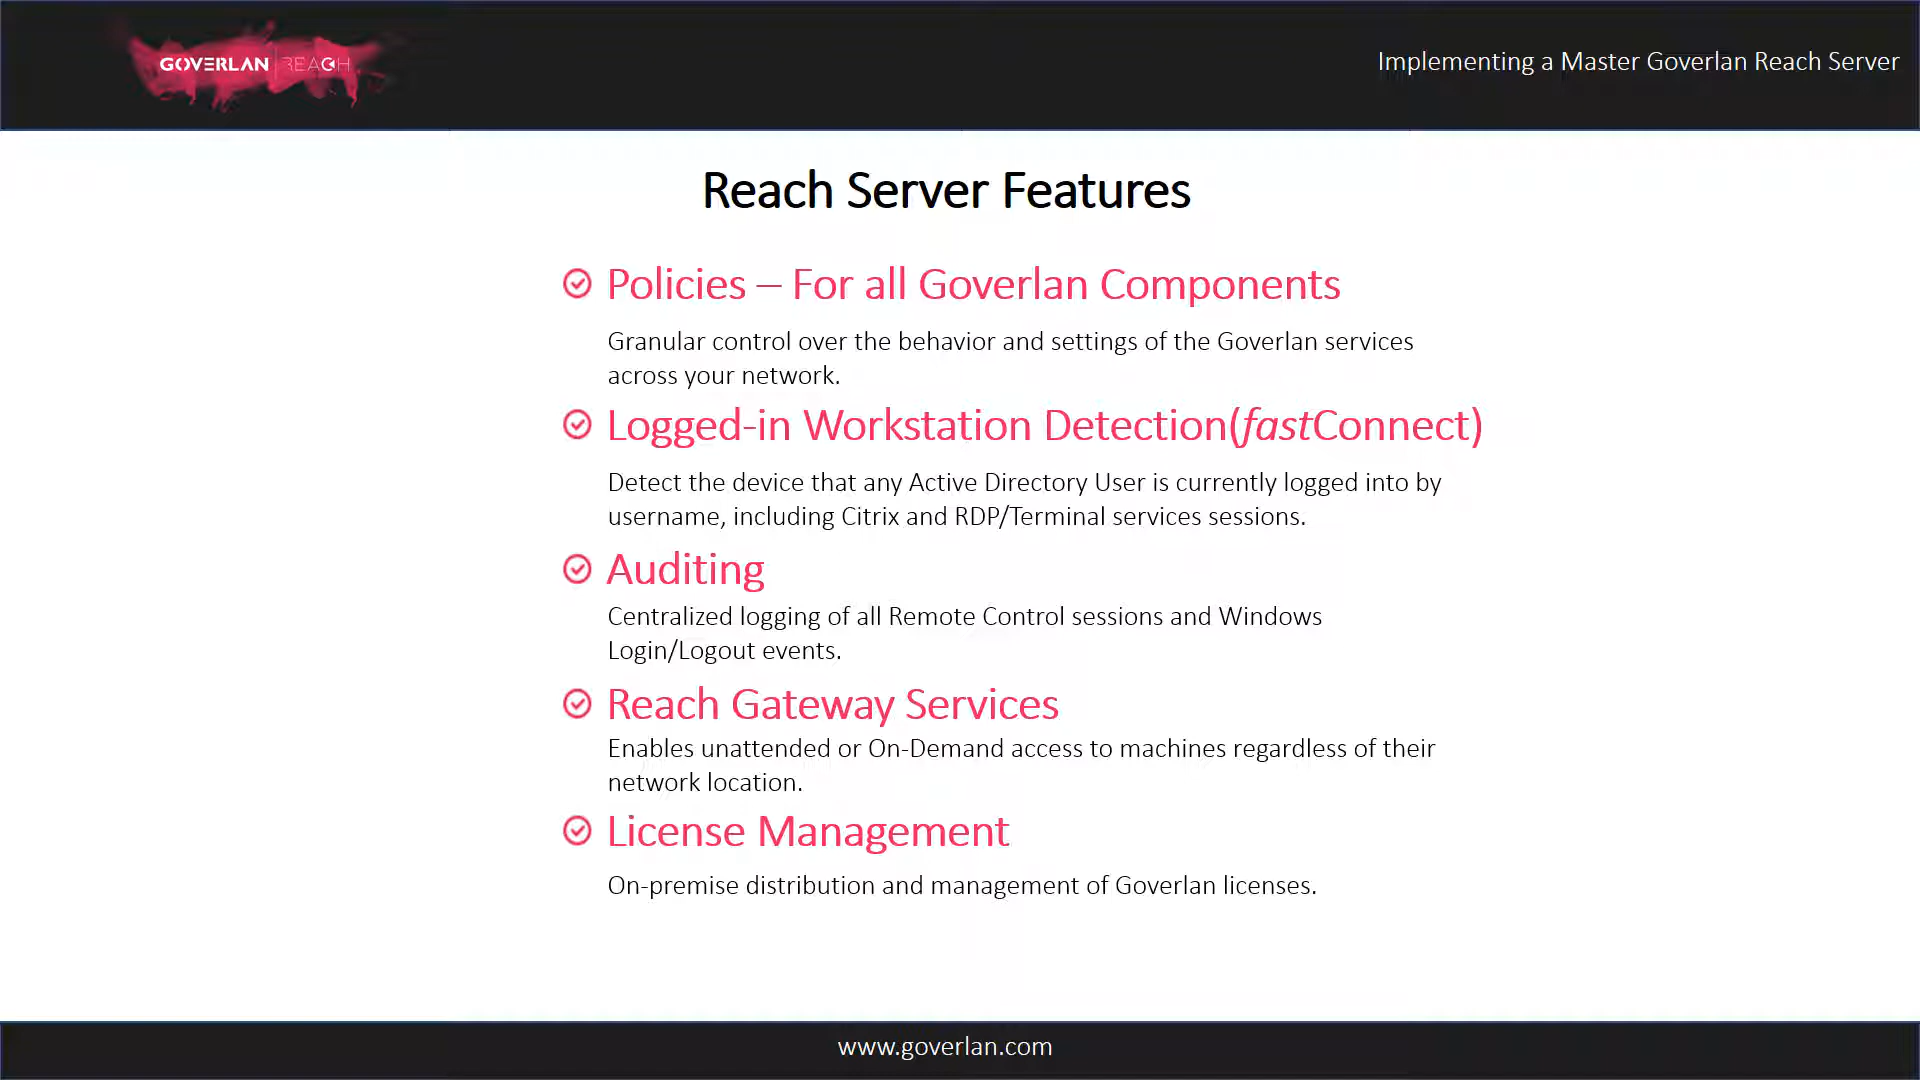 GOVERLAN REACH
Implementing a Master Goverlan Reach Server
Reach Server Features
Policies – For all Goverlan Components
Granular control over the behavior and settings of the Goverlan services
across your network.
Logged-in Workstation Detection(fastConnect)
Detect the device that any Active Directory User is currently logged into by
username, including Citrix and RDP/Terminal services sessions.
Auditing
Centralized logging of all Remote Control sessions and Windows
Login/Logout events.
Reach Gateway Services
Enables unattended or On-Demand access to machines regardless of their
network location.
License Management
On-premise distribution and management of Goverlan licenses.
www.goverlan.com